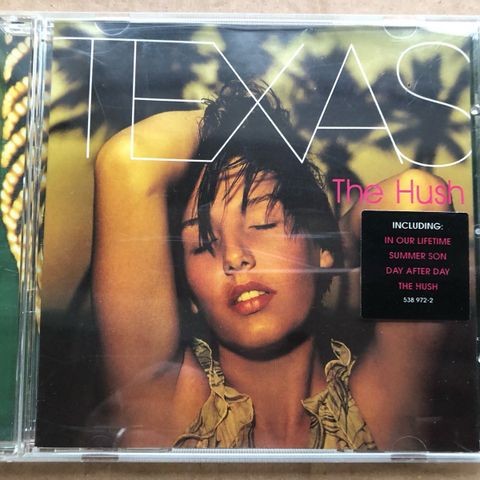 TEXAS
The Hush
INCLUDING:
IN OUR LIFETIME
SUMMER SON
DAY AFTER DAY
THE HUSH
538 972-2